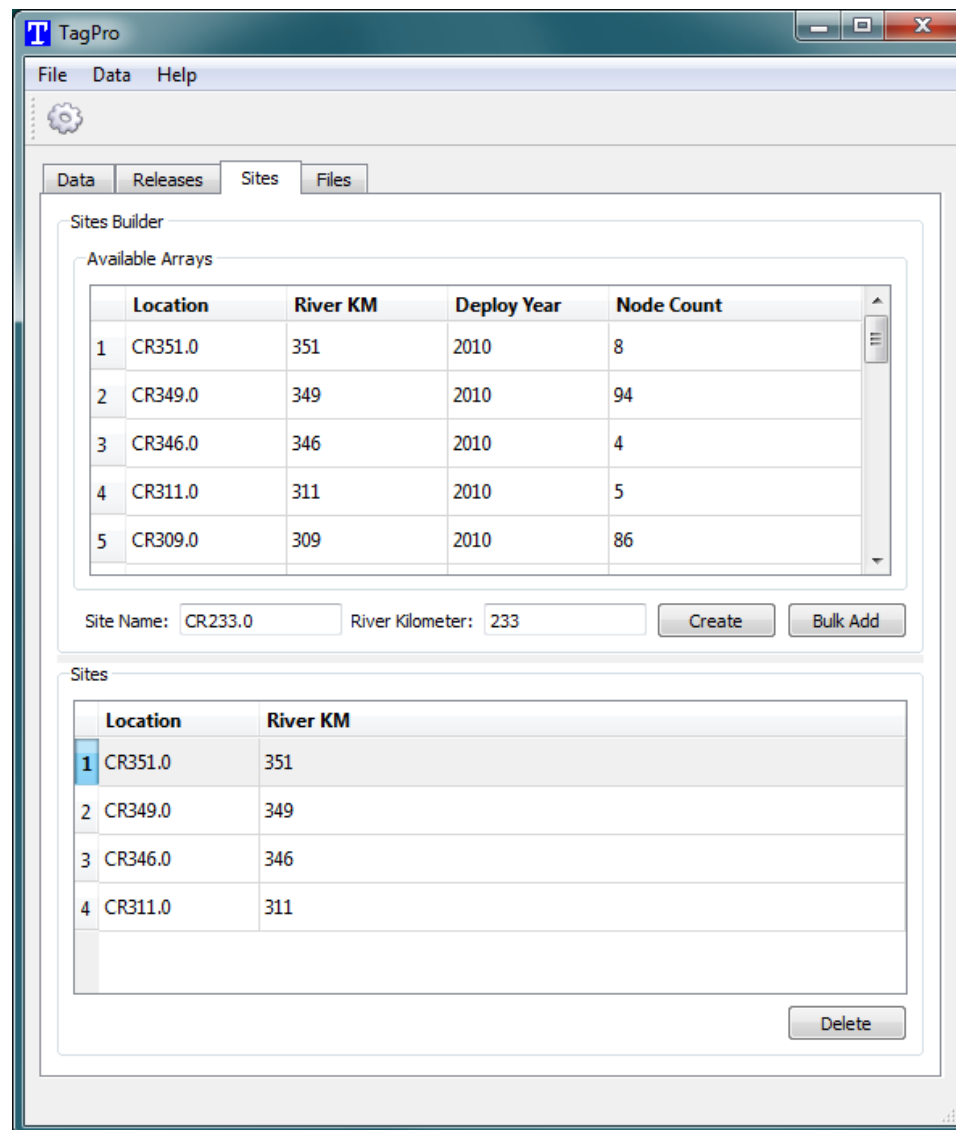 T TagPro
File Data Help
Data Releases Sites Files
Sites Builder
Available Arrays
Location River KM Deploy Year Node Count
1 CR351.0 351 2010 8
2 CR349.0 349 2010 94
3 CR346.0 346 2010 4
4 CR311.0 311 2010 5
5 CR309.0 309 2010 86
Site Name: CR233.0 River Kilometer: 233 Create Bulk Add
Sites
Location River KM
1 CR351.0 351
2 CR349.0 349
3 CR346.0 346
4 CR311.0 311
Delete